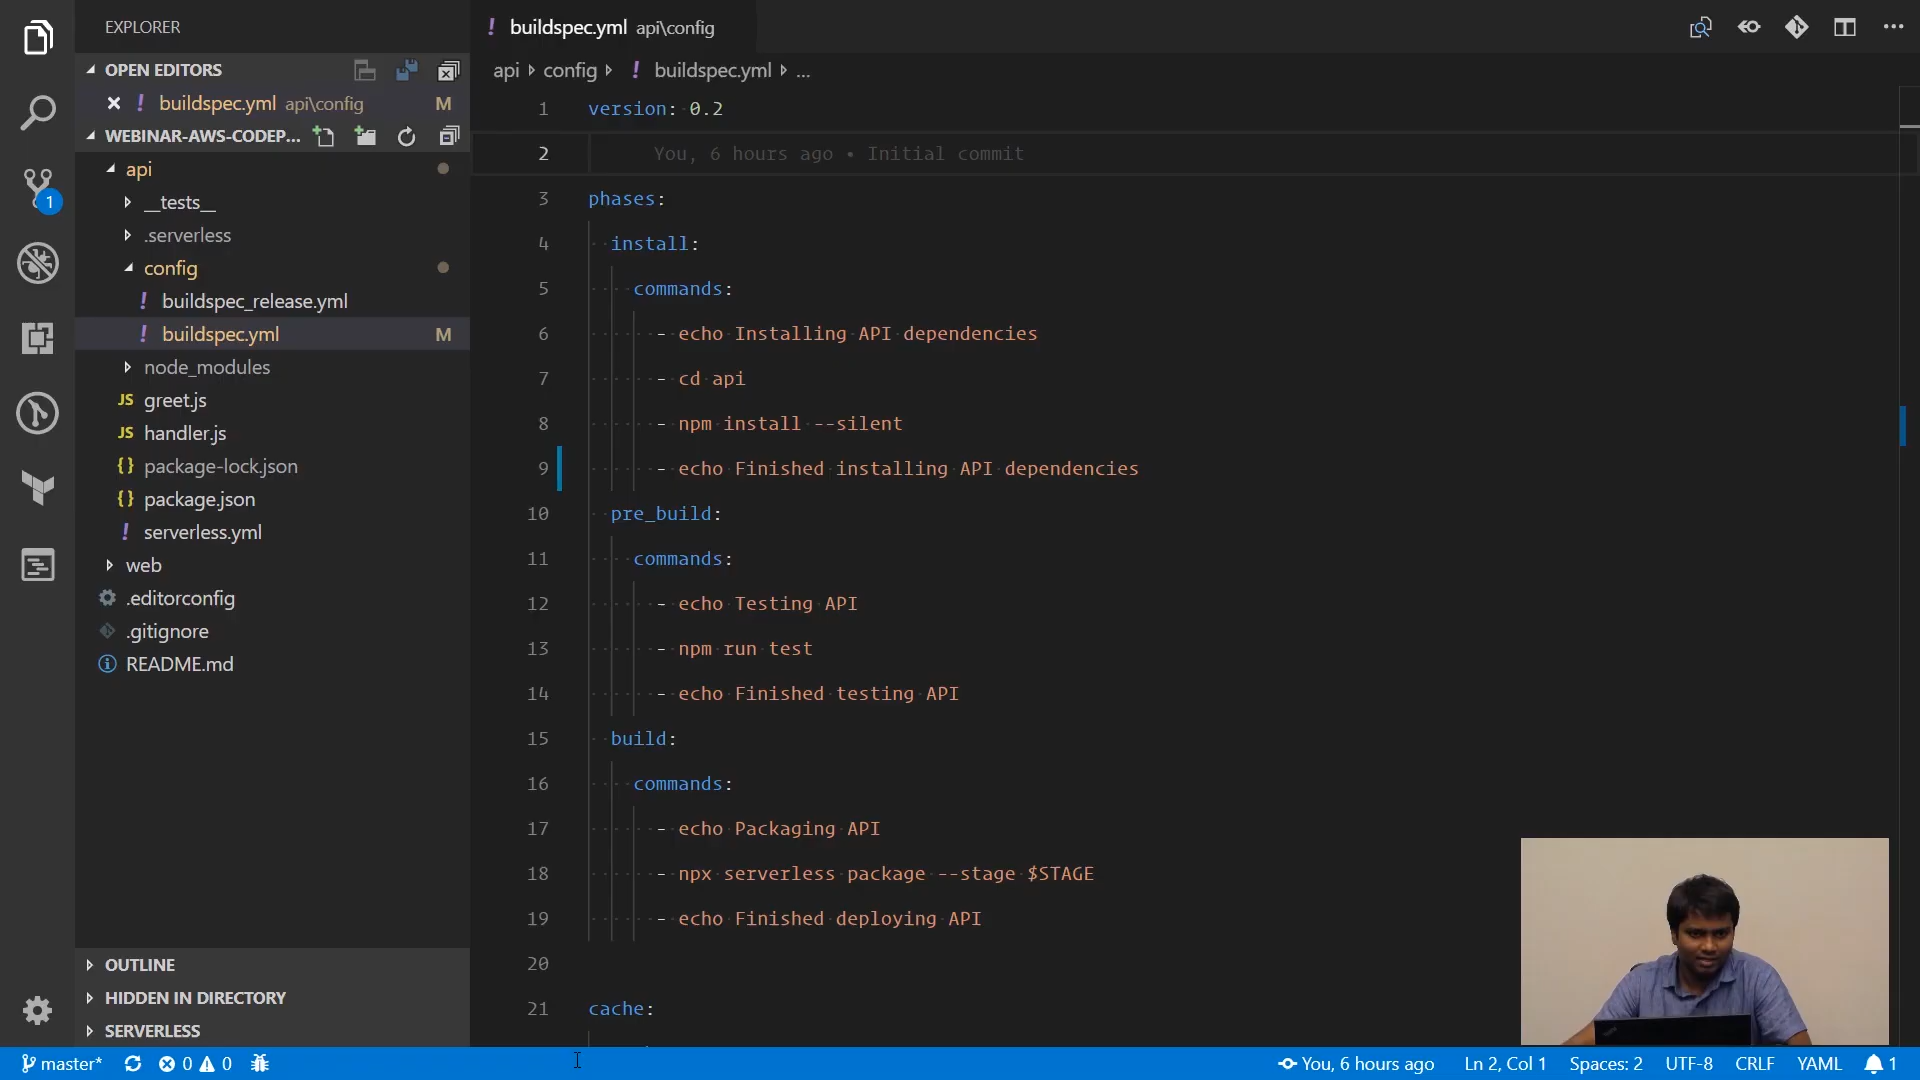 EXPLORER
OPEN EDITORS
buildspec.yml api\config M
WEBINAR-AWS-CODEP...
api
__tests__
.serverless
config
buildspec_release.yml
buildspec.yml M
node_modules
JS greet.js
JS handler.js
{} package-lock.json
{} package.json
! serverless.yml
web
.editorconfig
.gitignore
README.md
OUTLINE
HIDDEN IN DIRECTORY
SERVERLESS
1
! buildspec.yml api\config
api config ! buildspec.yml ...
1 version: 0.2
2 You, 6 hours ago • Initial commit
3 phases:
4 install:
5 commands:
6 - echo Installing API dependencies
7 - cd api
8 - npm install --silent
9 - echo Finished installing API dependencies
10 pre_build:
11 commands:
12 - echo Testing API
13 - npm run test
14 - echo Finished testing API
15 build:
16 commands:
17 - echo Packaging API
18 - npx serverless package --stage $STAGE
19 - echo Finished deploying API
20
21 cache:
master* 0 0 You, 6 hours ago Ln 2, Col 1 Spaces: 2 UTF-8 CRLF YAML 1